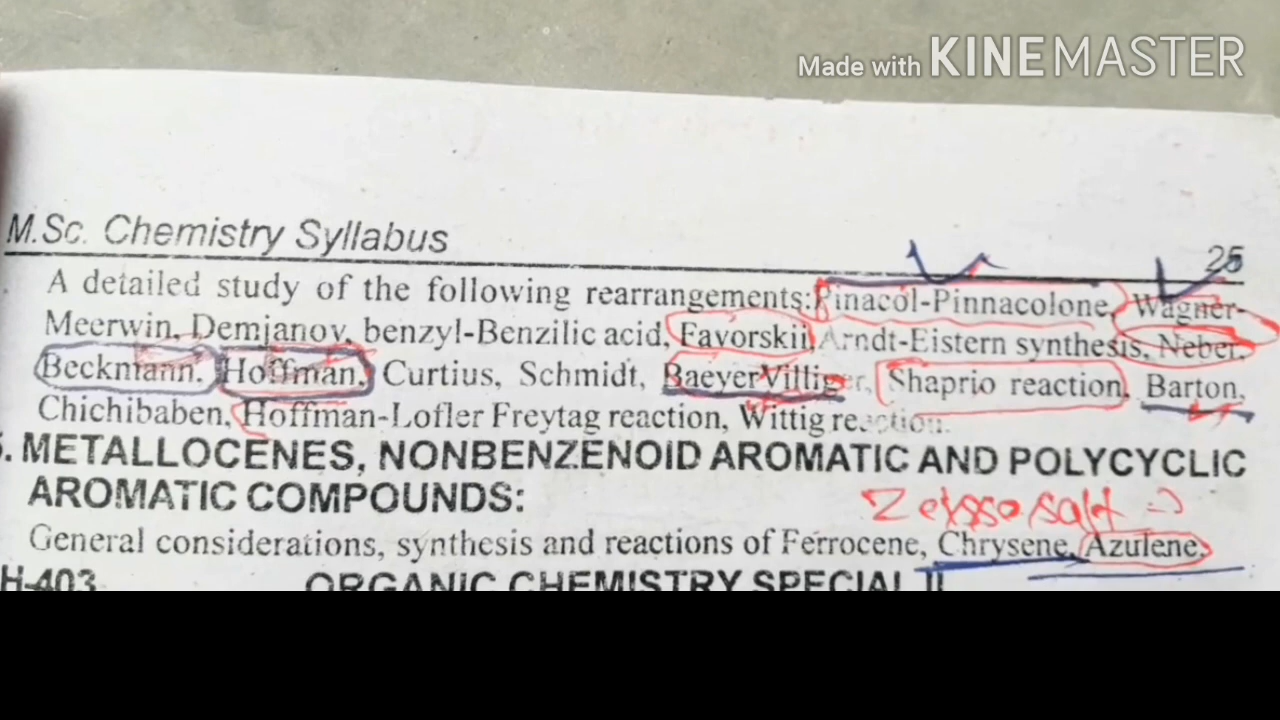 Made with KINEMASTER
M.Sc. Chemistry Syllabus 25
A detailed study of the following rearrangements: Pinacol-Pinnacolone, Wagner-
Meerwin, Demjanov, benzyl-Benzilic acid, Favorskii, Arndt-Eistern synthesis, Neber,
Beckmann, Hoffman, Curtius, Schmidt, BaeyerVilliger, Shaprio reaction, Barton,
Chichibaben, Hoffman-Lofler Freytag reaction, Wittig reaction.
. METALLOCENES, NONBENZENOID AROMATIC AND POLYCYCLIC
AROMATIC COMPOUNDS:
salt
General considerations, synthesis and reactions of Ferrocene, Chrysene, Azulene.
H-403 ORGANIC CHEMISTRY SPECIAL II